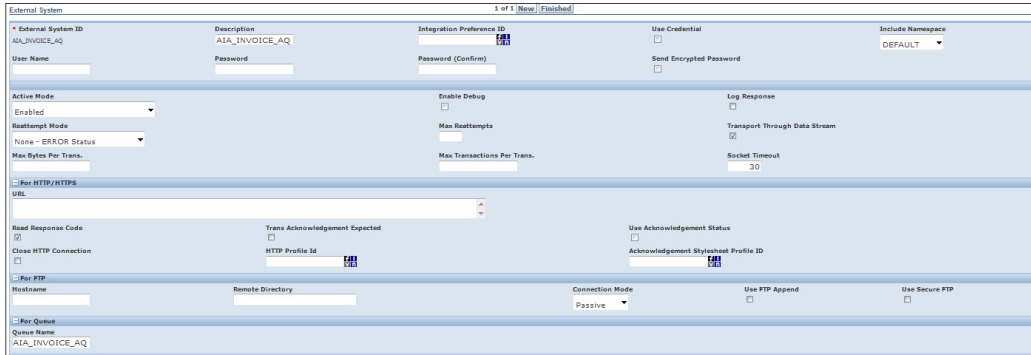 External System 1 of 1 New Finished
* External System ID Description Integration Preference ID Use Credential Include Namespace
AIA_INVOICE_AQ AIA_INVOICE_AQ DEFAULT
User Name Password Password (Confirm) Send Encrypted Password
Active Mode Enable Debug Log Response
Enabled
Reattempt Mode Max Reattempts Transport Through Data Stream
None - ERROR Status
Max Bytes Per Trans. Max Transactions Per Trans. Socket Timeout
30
For HTTP/HTTPS
URL
Read Response Code Trans Acknowledgement Expected Use Acknowledgement Status
Close HTTP Connection HTTP Profile Id Acknowledgement Stylesheet Profile ID
For FTP
Hostname Remote Directory Connection Mode Use FTP Append Use Secure FTP
Passive
For Queue
Queue Name
AIA_INVOICE_AQ